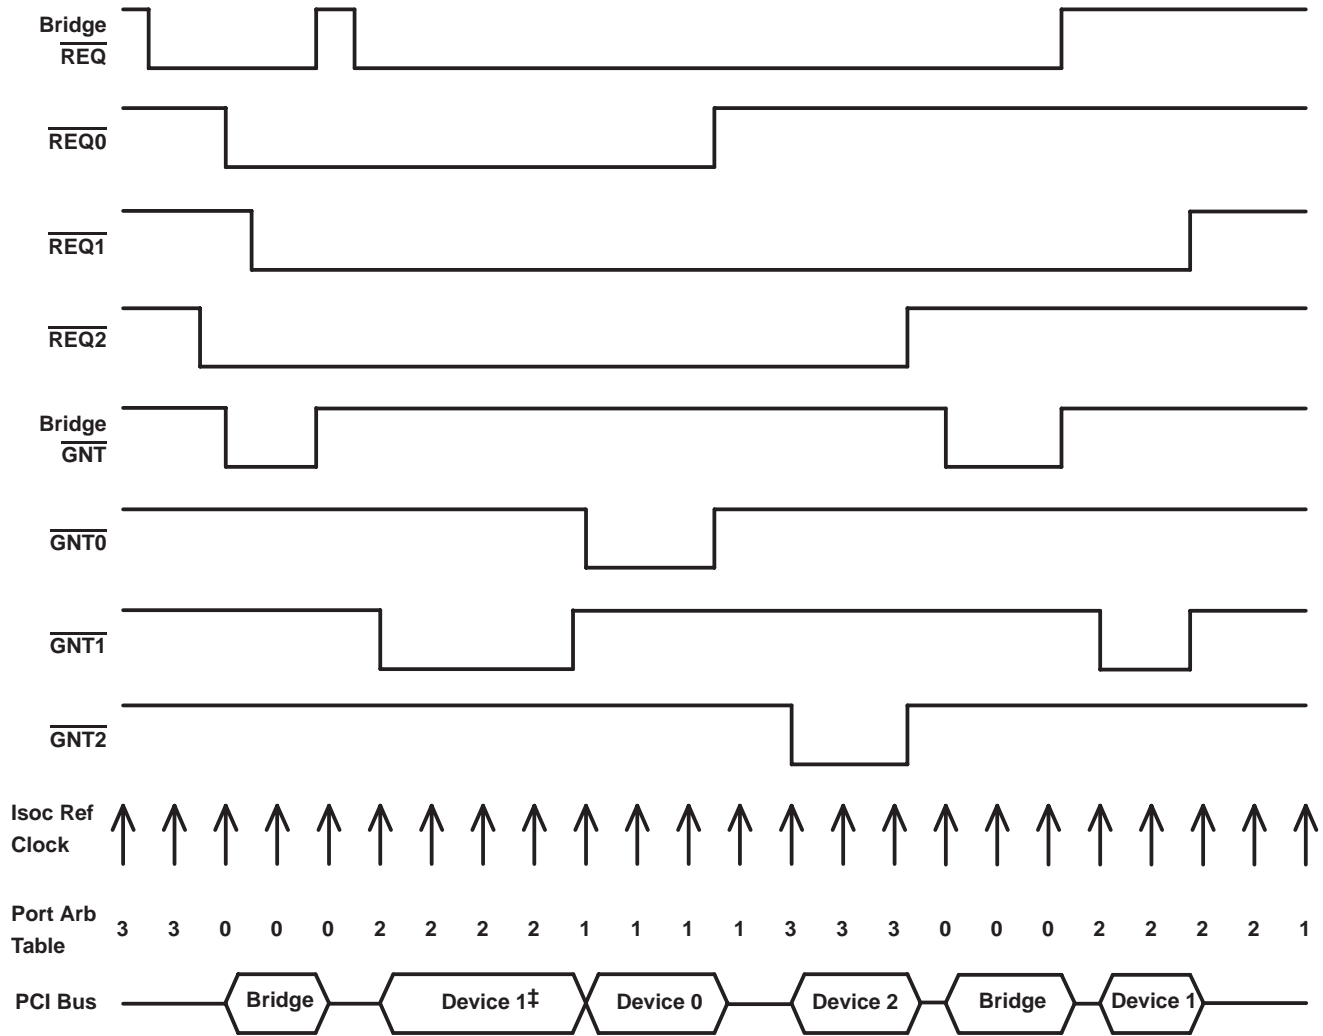 Bridge
REQ
REQ0
REQ1
REQ2
Bridge
GNT
GNT0
GNT1
GNT2
Isoc Ref
Clock
Port Arb
Table
3 3 0 0 0 2 2 2 2 1 1 1 1 3 3 3 0 0 0 2 2 2 2 1
PCI Bus Bridge Device 1‡ Device 0 Device 2 Bridge Device 1